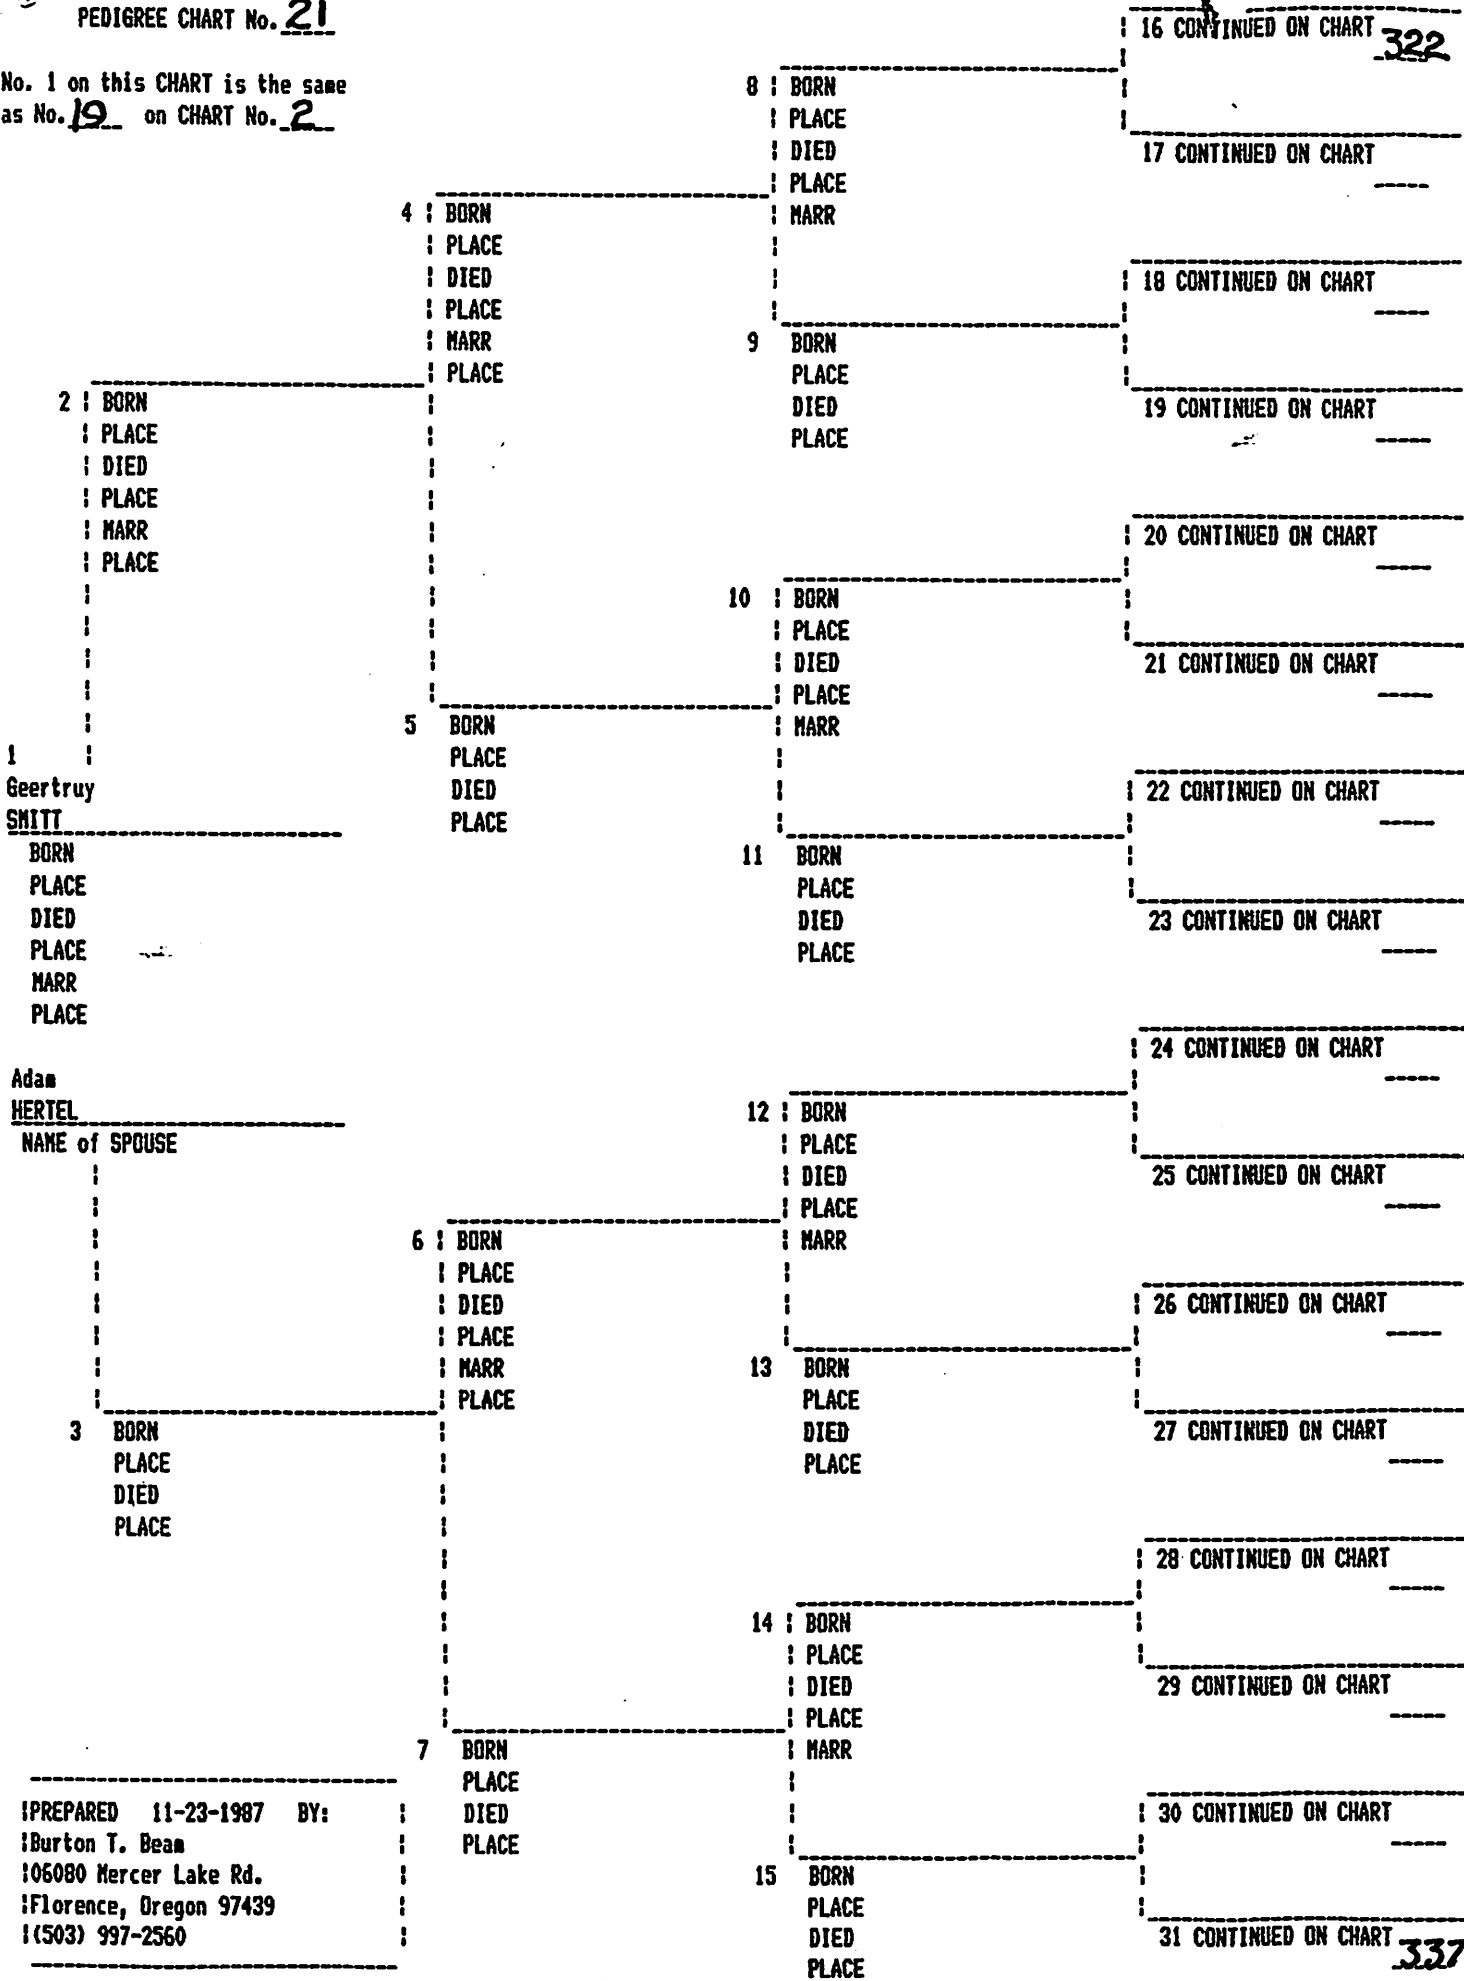 PEDIGREE CHART No. 21
No. 1 on this CHART is the same
as No. 19 on CHART No. 2
16 CONTINUED ON CHART 322
8 BORN
PLACE
DIED
PLACE
MARR
17 CONTINUED ON CHART
4 BORN
PLACE
DIED
PLACE
MARR
PLACE
18 CONTINUED ON CHART
9 BORN
PLACE
DIED
PLACE
19 CONTINUED ON CHART
2 BORN
PLACE
DIED
PLACE
MARR
PLACE
20 CONTINUED ON CHART
10 BORN
PLACE
DIED
PLACE
MARR
21 CONTINUED ON CHART
5 BORN
PLACE
DIED
PLACE
1
Geertruy
SMITT
BORN
PLACE
DIED
PLACE
MARR
PLACE
22 CONTINUED ON CHART
11 BORN
PLACE
DIED
PLACE
23 CONTINUED ON CHART
24 CONTINUED ON CHART
Adam
HERTEL
NAME of SPOUSE
12 BORN
PLACE
DIED
PLACE
MARR
25 CONTINUED ON CHART
6 BORN
PLACE
DIED
PLACE
MARR
PLACE
26 CONTINUED ON CHART
13 BORN
PLACE
DIED
PLACE
27 CONTINUED ON CHART
3 BORN
PLACE
DIED
PLACE
28 CONTINUED ON CHART
14 BORN
PLACE
DIED
PLACE
MARR
29 CONTINUED ON CHART
7 BORN
PLACE
DIED
PLACE
30 CONTINUED ON CHART
15 BORN
PLACE
DIED
PLACE
31 CONTINUED ON CHART 337
PREPARED 11-23-1987 BY:
Burton T. Beam
06080 Mercer Lake Rd.
Florence, Oregon 97439
(503) 997-2560